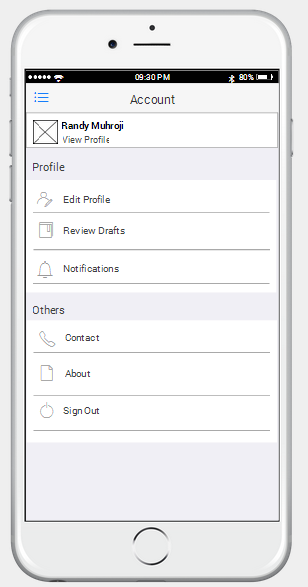 09:30 PM
80%
Account
Randy Muhroji
View Profile
Profile
Edit Profile
Review Drafts
Notifications
Others
Contact
About
Sign Out